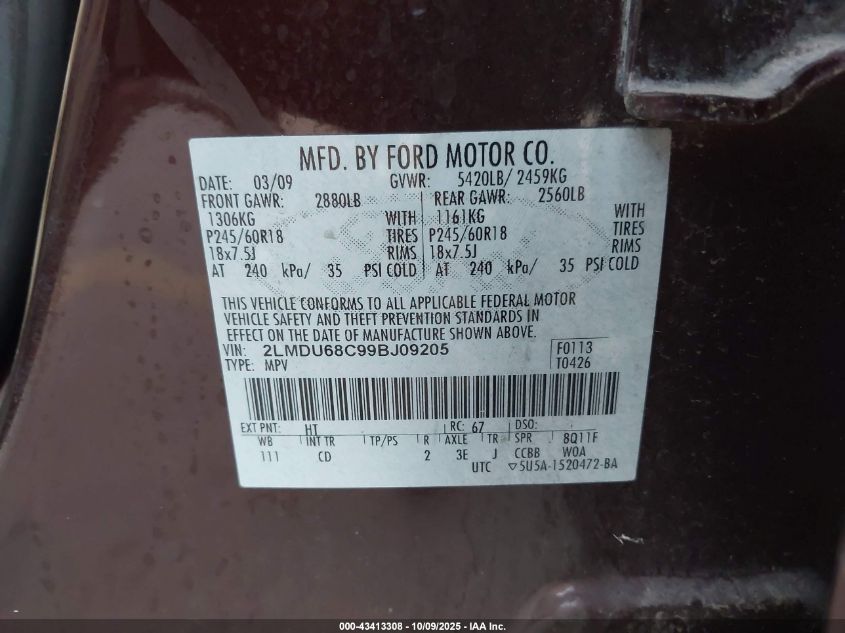 MFD. BY FORD MOTOR CO.
DATE: 03/09 GVWR: 5420LB/ 2459KG
FRONT GAWR: 2880LB REAR GAWR: 2560LB
1306KG WITH 1161KG WITH
P245/60R18 TIRES P245/60R18 TIRES
18x7.5J RIMS 18x7.5J RIMS
AT 240 kPa/ 35 PSI COLD AT 240 kPa/ 35 PSI COLD
THIS VEHICLE CONFORMS TO ALL APPLICABLE FEDERAL MOTOR
VEHICLE SAFETY AND THEFT PREVENTION STANDARDS IN
EFFECT ON THE DATE OF MANUFACTURE SHOWN ABOVE.
VIN: 2LMDU68C99BJ09205 F0113
TYPE: MPV T0426
EXT PNT: HT RC: 67 DSO:
WB INT TR TP/PS R AXLE TR SPR 8Q11F
111 CD 2 3E J CCBB WOA
UTC ▽5U5A-1520472-BA
000-43413308 - 10/09/2025 - IAA Inc.